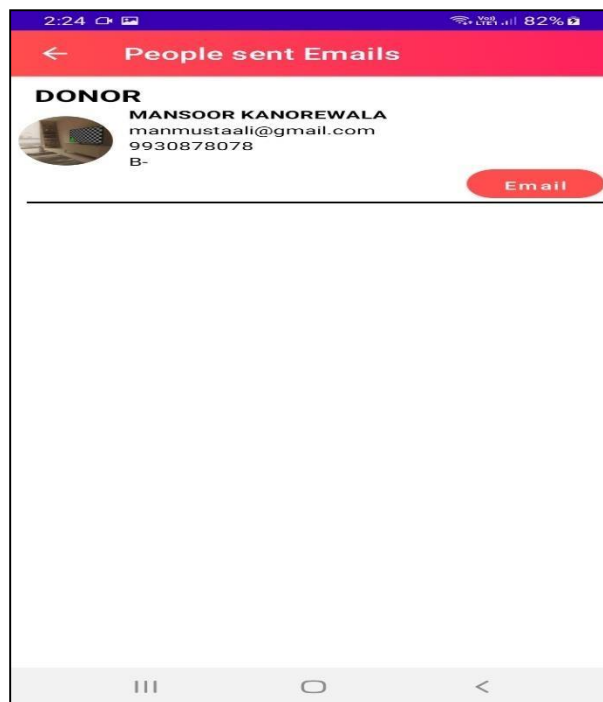 2:24 82%
People sent Emails
DONOR
MANSOOR KANOREWALA
manmustaali@gmail.com
9930878078
B-
Email